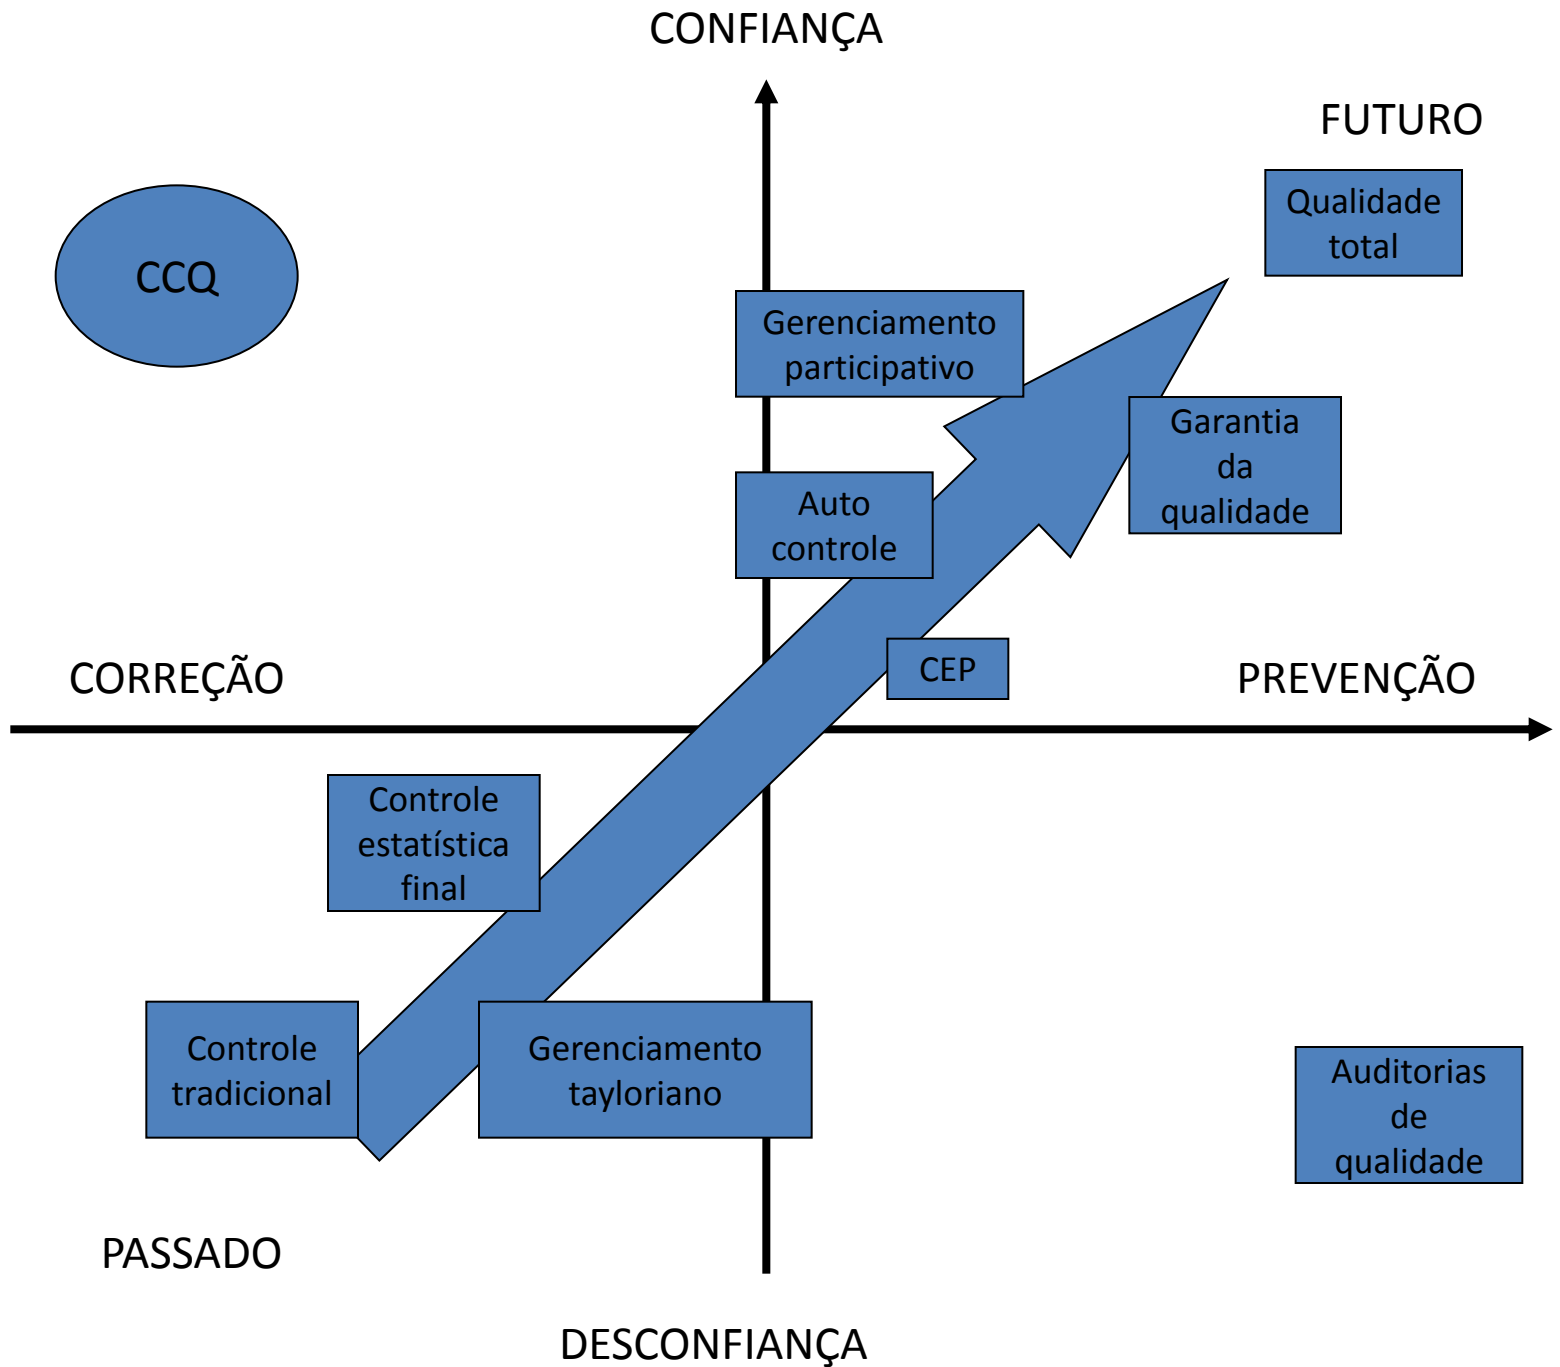 CONFIANÇA
FUTURO
Qualidade
total
CCQ
Gerenciamento
participativo
Garantia
da
qualidade
Auto
controle
CORREÇÃO
CEP
PREVENÇÃO
Controle
estatística
final
Controle
tradicional
Gerenciamento
tayloriano
Auditorias
de
qualidade
PASSADO
DESCONFIANÇA